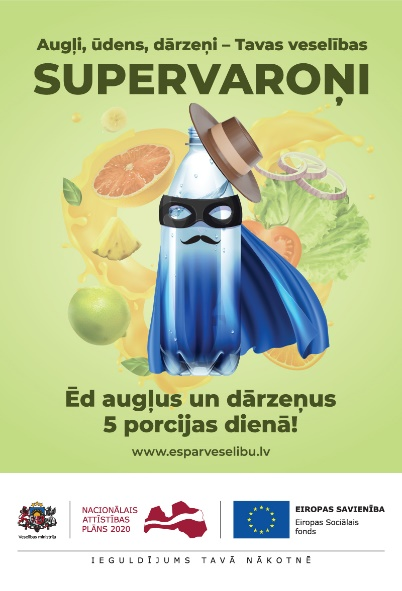 Augļi, ūdens, dārzeņi – Tavas veselības
SUPERVAROŅI
Ēd augļus un dārzeņus
5 porcijas dienā!
www.esparveselibu.lv
Veselības ministrija
NACIONĀLAIS
ATTĪSTĪBAS
PLĀNS 2020
EIROPAS SAVIENĪBA
Eiropas Sociālais
fonds
IEGULDĪJUMS TAVĀ NĀKOTNĒ